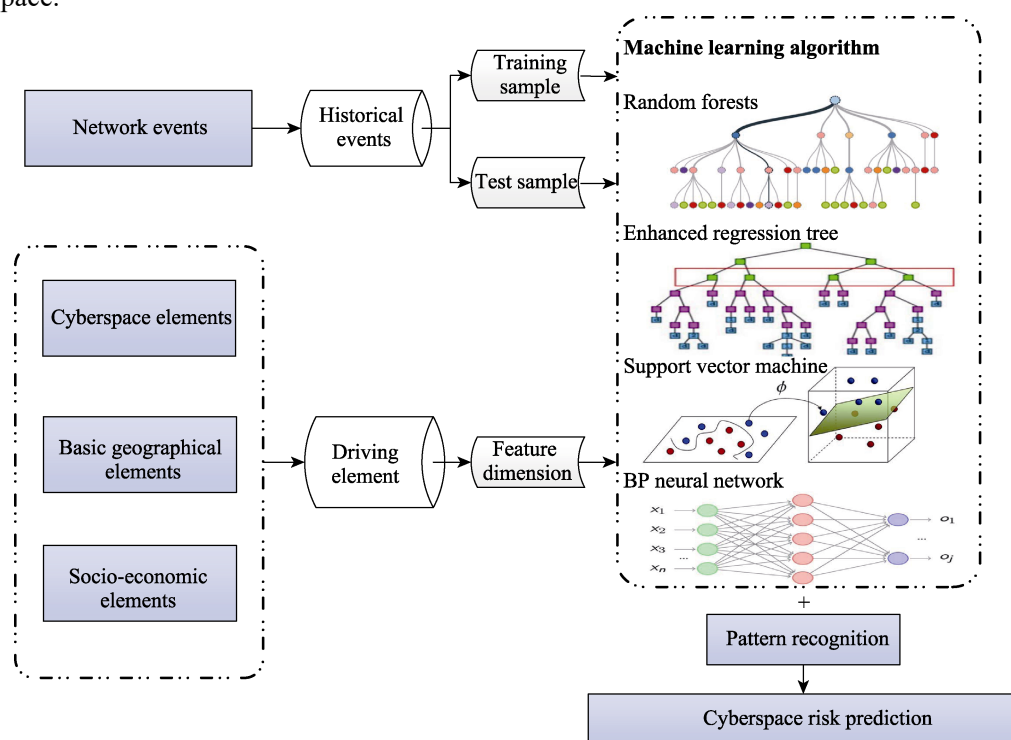 pace.
Machine learning algorithm
Training
sample
Random forests
Network events
Historical
events
Test sample
Enhanced regression tree
Cyberspace elements
Support vector machine
ϕ
Basic geographical
elements
Driving
element
Feature
dimension
BP neural network
x1
x2
x3
...
xn
o1
...
oj
Socio-economic
elements
+
Pattern recognition
Cyberspace risk prediction